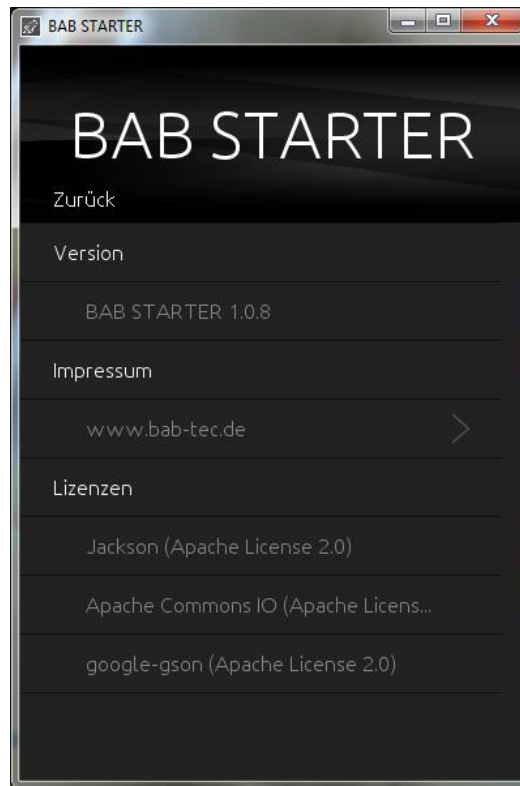 BAB STARTER
BAB STARTER
Zurück
Version
BAB STARTER 1.0.8
Impressum
www.bab-tec.de
Lizenzen
Jackson (Apache License 2.0)
Apache Commons IO (Apache Licens...
google-gson (Apache License 2.0)